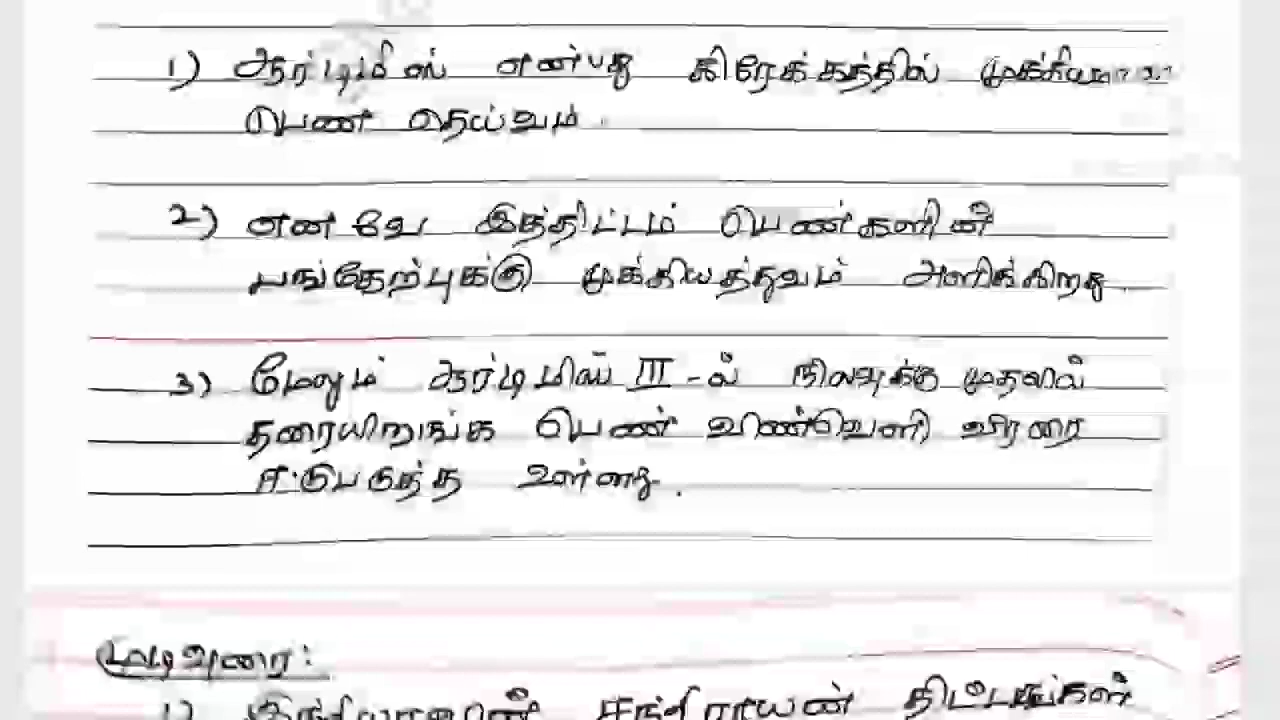 1) ஆர்டிமிஸ் என்பது கிரேக்கத்தில் முக்கியமான
பெண் தெய்வம்.
2) எனவே இத்திட்டம் பெண்களின்
பங்கேற்புக்கு முக்கியத்துவம் அளிக்கிறது.
3) மேலும் ஆர்டிமிஸ் III-ல் நிலவுக்கு முதலில்
தரையிறங்க பெண் விண்வெளி வீரரை
ஈடுபடுத்த உள்ளது.
முடிவுரை:
1) இந்தியாவின் சந்திராயன் திட்டங்கள்